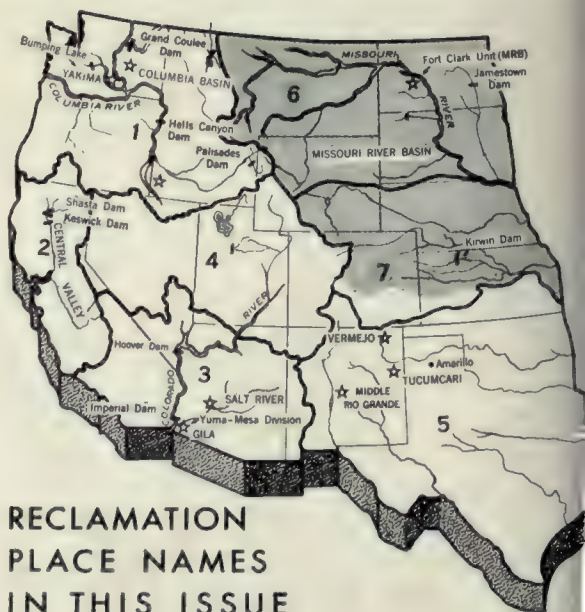 Grand Coulee
Dam
Bumping Lake
YAKIMA
COLUMBIA BASIN
COLUMBIA RIVER
1
Hells Canyon
Dam
Palisades
Dam
MISSOURI
RIVER
6
Fort Clark Unit (MRB)
Jamestown
Dam
MISSOURI RIVER BASIN
Shasta Dam
Keswick Dam
2
CENTRAL
VALLEY
4
RIVER
7
Kirwin Dam
Hoover Dam
COLORADO
3
SALT RIVER
Imperial Dam
Yuma-Mesa Division
GILA
VERMEJO
Amarillo
TUCUMCARI
MIDDLE
RIO GRANDE
5
RECLAMATION
PLACE NAMES
IN THIS ISSUE